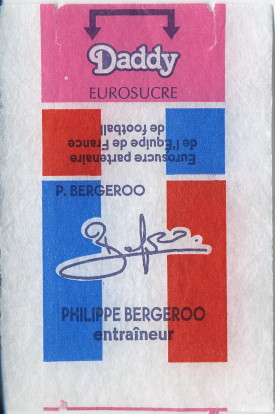 Daddy
EUROSUCRE
Eurosucre partenaire
de l'Equipe de France
de football
P. BERGEROO
PHILIPPE BERGEROO
entraîneur